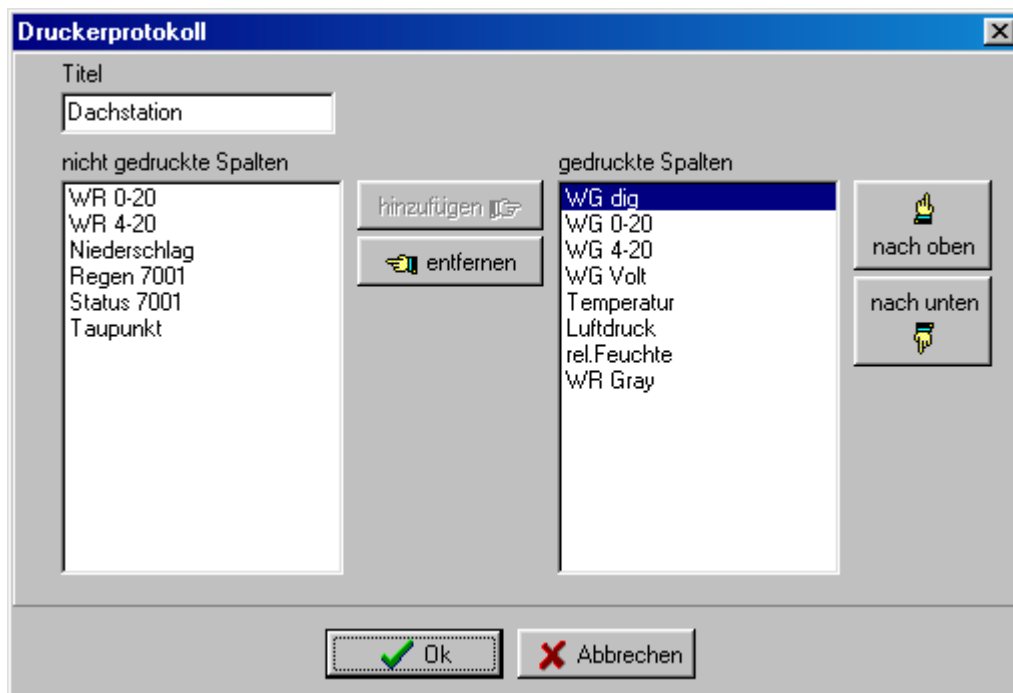 Druckerprotokoll
Titel
Dachstation
nicht gedruckte Spalten
WR 0-20
WR 4-20
Niederschlag
Regen 7001
Status 7001
Taupunkt
hinzufügen
entfernen
gedruckte Spalten
WG dig
WG 0-20
WG 4-20
WG Volt
Temperatur
Luftdruck
rel.Feuchte
WR Gray
nach oben
nach unten
Ok
Abbrechen